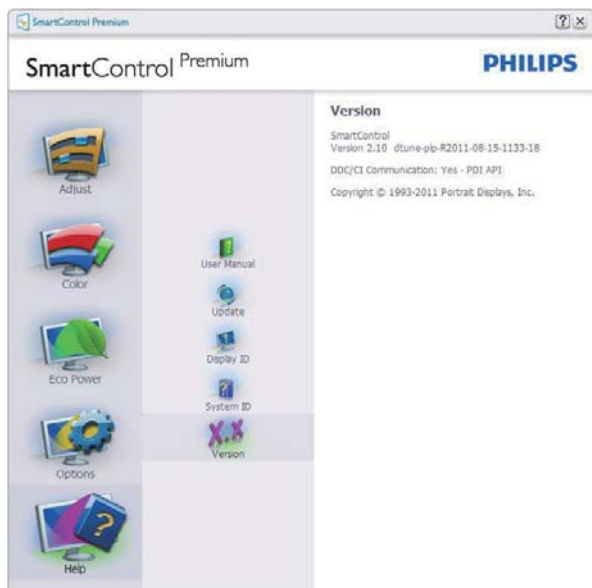 SmartControl Premium
SmartControl Premium
PHILIPS
Adjust
Color
Eco Power
Options
Help
User Manual
Update
Display ID
System ID
Version
Version
SmartControl
Version 2.10 dtune-plp-R2011-08-15-1133-18
DDC/CI Communication: Yes - PDI API
Copyright © 1993-2011 Portrait Displays, Inc.